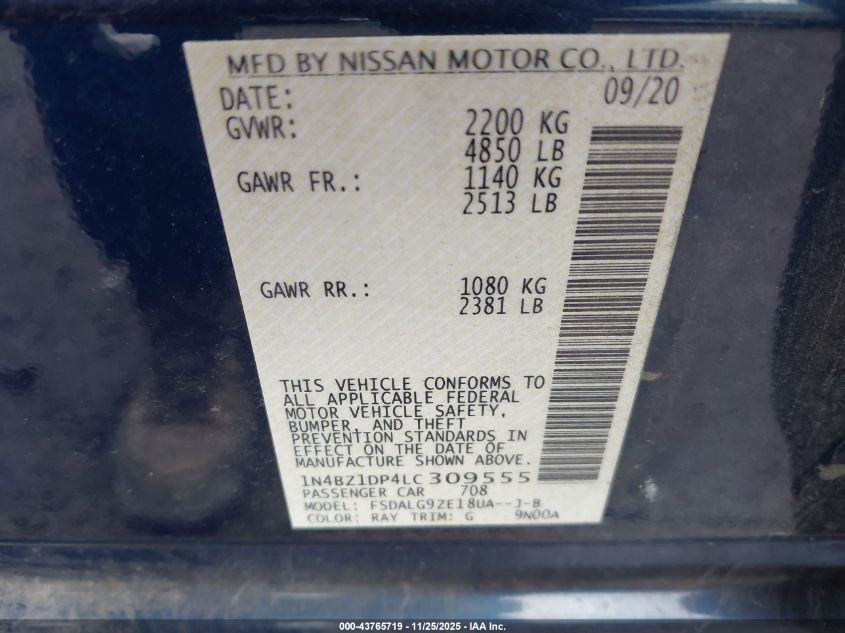 MFD BY NISSAN MOTOR CO., LTD.
DATE: 09/20
GVWR: 2200 KG
4850 LB
GAWR FR.: 1140 KG
2513 LB
GAWR RR.: 1080 KG
2381 LB
THIS VEHICLE CONFORMS TO
ALL APPLICABLE FEDERAL
MOTOR VEHICLE SAFETY,
BUMPER, AND THEFT
PREVENTION STANDARDS IN
EFFECT ON THE DATE OF
MANUFACTURE SHOWN ABOVE.
1N4BZ1DP4LC309555
PASSENGER CAR 708
MODEL: FSDALG9ZE18UA--J-B
COLOR: RAY TRIM: G 9N00A
000-43765719 - 11/25/2025 - IAA Inc.